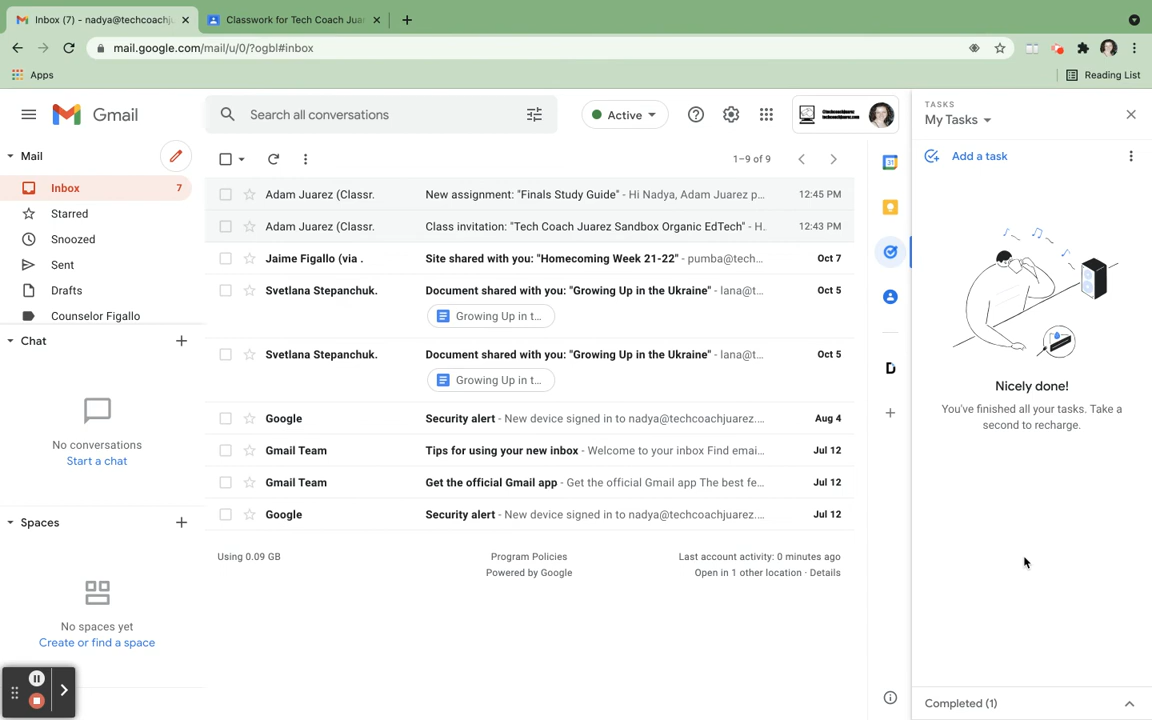 Inbox (7) - nadya@techcoachju
Classwork for Tech Coach Juar
mail.google.com/mail/u/0/?ogbl#inbox
Apps
Reading List
Gmail
Search all conversations
Active
techcoachjuarez.com
TASKS
My Tasks
Mail
1–9 of 9
31
Add a task
Inbox 7
Adam Juarez (Classr. New assignment: "Finals Study Guide" - Hi Nadya, Adam Juarez p... 12:45 PM
Starred
Adam Juarez (Classr. Class invitation: "Tech Coach Juarez Sandbox Organic EdTech" - H. 12:43 PM
Snoozed
Jaime Figallo (via . Site shared with you: "Homecoming Week 21-22" - pumba@tech... Oct 7
Sent
Drafts
Svetlana Stepanchuk. Document shared with you: "Growing Up in the Ukraine" - lana@t... Oct 5
Growing Up in t...
Counselor Figallo
Chat
Svetlana Stepanchuk. Document shared with you: "Growing Up in the Ukraine" - lana@t... Oct 5
Growing Up in t...
No conversations
Start a chat
Google Security alert - New device signed in to nadya@techcoachjuarez.... Aug 4
Gmail Team Tips for using your new inbox - Welcome to your inbox Find emai... Jul 12
Gmail Team Get the official Gmail app - Get the official Gmail app The best fe... Jul 12
Google Security alert - New device signed in to nadya@techcoachjuarez.... Jul 12
Nicely done!
You've finished all your tasks. Take a
second to recharge.
Spaces
No spaces yet
Create or find a space
Using 0.09 GB
Program Policies
Powered by Google
Last account activity: 0 minutes ago
Open in 1 other location · Details
Completed (1)